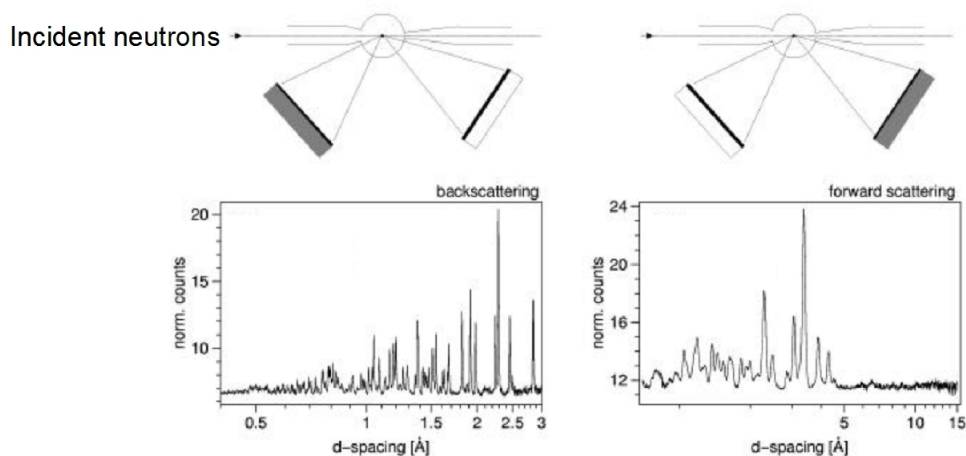 Incident neutrons
backscattering
norm. counts
20
15
10
0.5
1
1.5
2
2.5
3
d-spacing [Å]
forward scattering
norm. counts
24
20
16
12
5
10
15
d-spacing [Å]